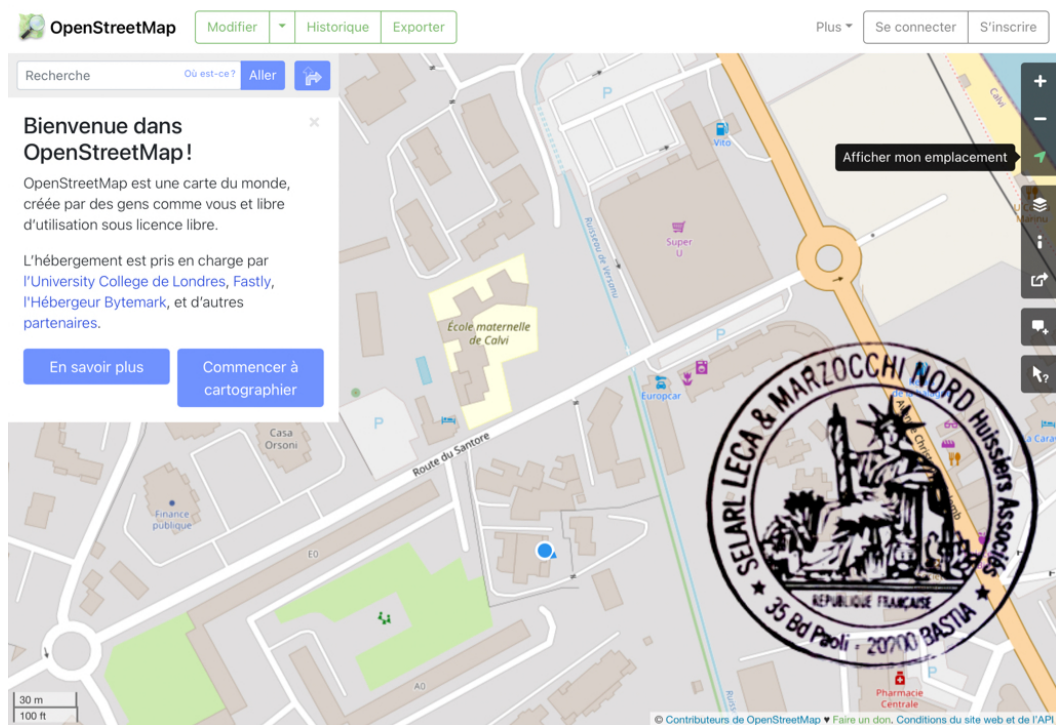 OpenStreetMap
Modifier
Historique
Exporter
Plus
Se connecter
S'inscrire
Recherche
Où est-ce?
Aller
Bienvenue dans
OpenStreetMap!
OpenStreetMap est une carte du monde,
créée par des gens comme vous et libre
d'utilisation sous licence libre.
L'hébergement est pris en charge par
l'University College de Londres, Fastly,
l'Hébergeur Bytemark, et d'autres
partenaires.
En savoir plus
Commencer à
cartographier
P
Vito
Calvi
Afficher mon emplacement
Super
U
Ruisseau de Versanu
École maternelle
de Calvi
P
Europcar
P
Casa
Orsoni
Route du Santore
Finance
publique
E0
A0
SELARL LECA & MARZOCCHI NORD Huissiers Associés
REPUBLIQUE FRANÇAISE
35 Bd Paoli - 20200 BASTIA
P
Pharmacie
Centrale
30 m
100 ft
© Contributeurs de OpenStreetMap ♥ Faire un don. Conditions du site web et de l'API